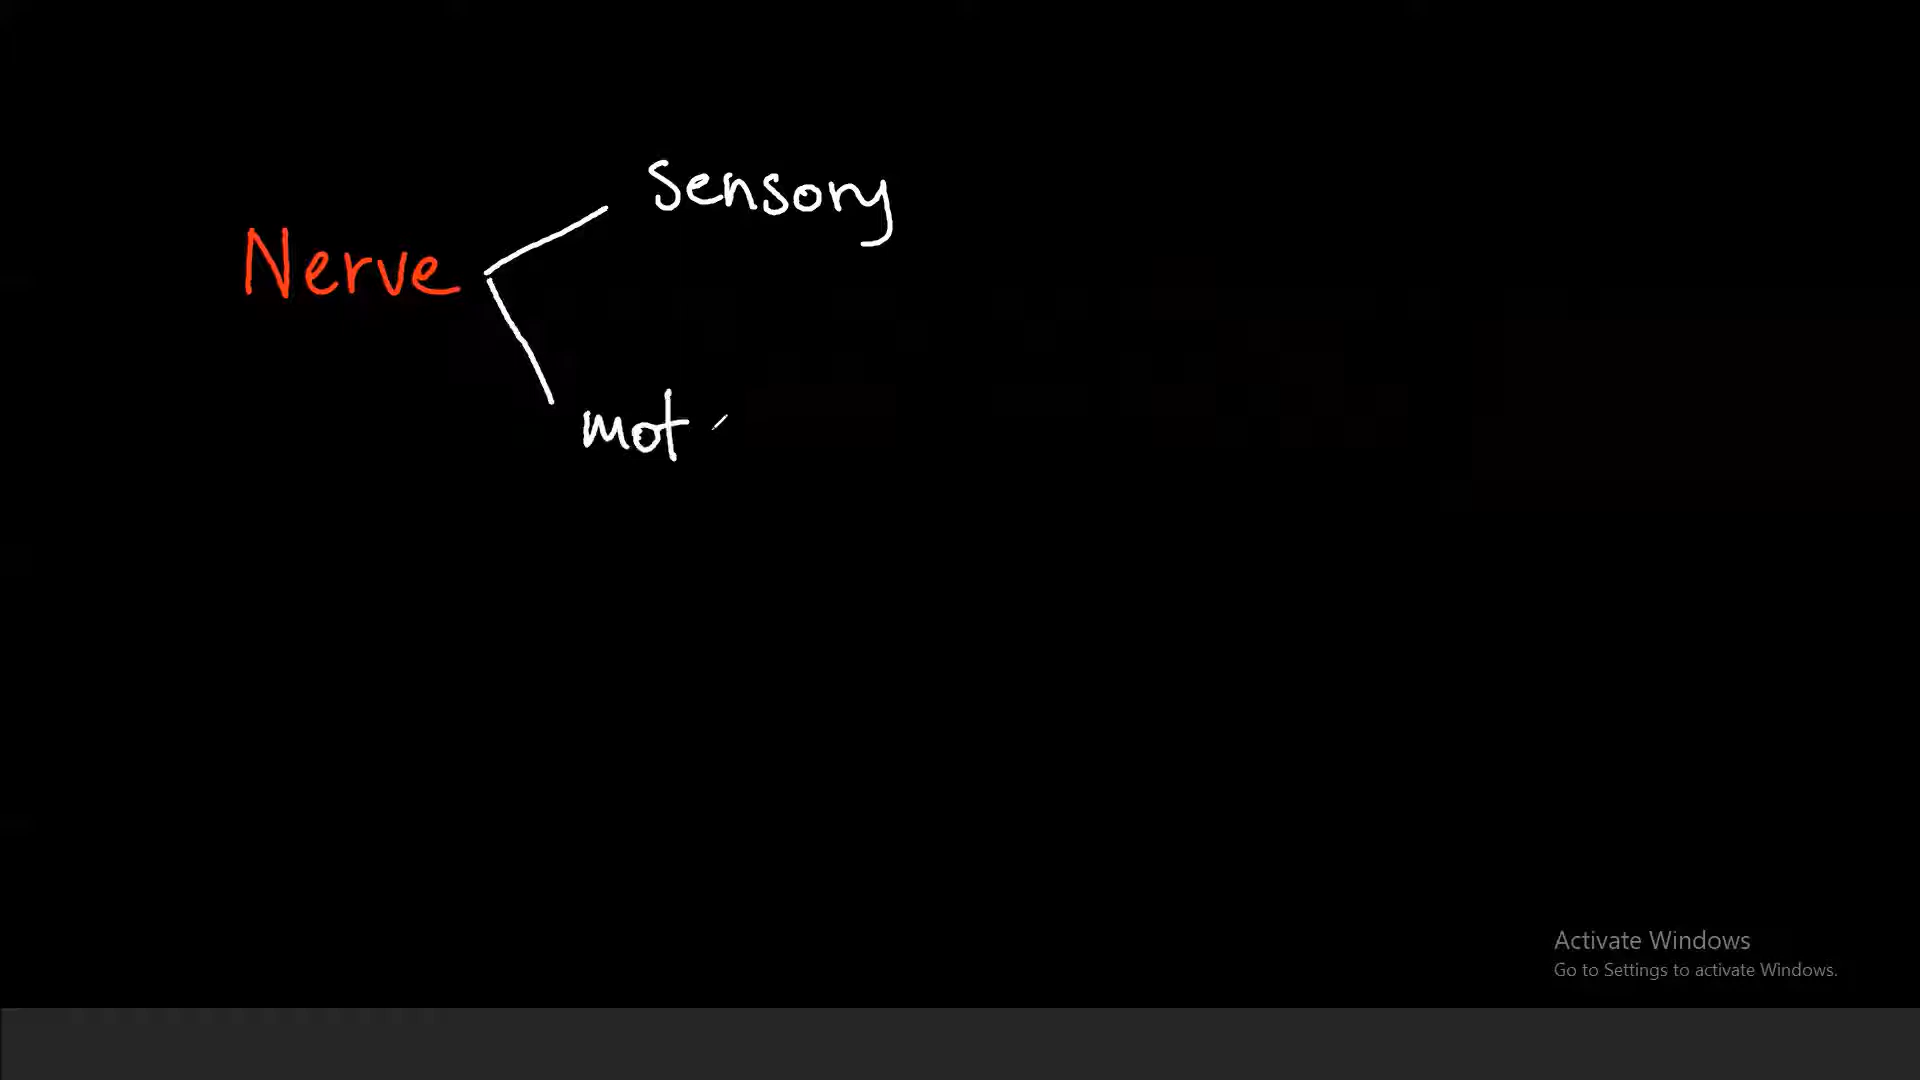 Sensory
Nerve
mot
Activate Windows
Go to Settings to activate Windows.